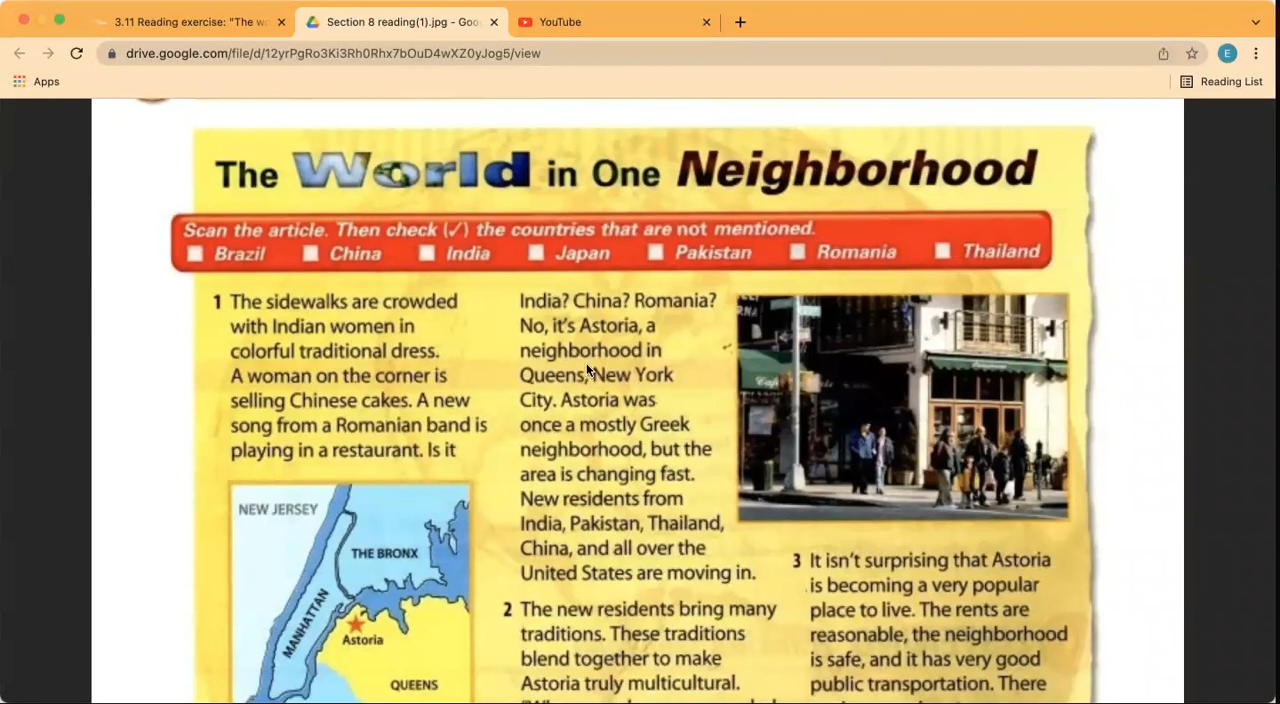 3.11 Reading exercise: "The wo
Section 8 reading(1).jpg - Goo
YouTube
drive.google.com/file/d/12yrPgRo3Ki3Rh0Rhx7bOuD4wXZ0yJog5/view
E
Apps
Reading List
The World in One Neighborhood
Scan the article. Then check (✓) the countries that are not mentioned.
Brazil China India Japan Pakistan Romania Thailand
1 The sidewalks are crowded
with Indian women in
colorful traditional dress.
A woman on the corner is
selling Chinese cakes. A new
song from a Romanian band is
playing in a restaurant. Is it
NEW JERSEY
THE BRONX
MANHATTAN
Astoria
QUEENS
India? China? Romania?
No, it's Astoria, a
neighborhood in
Queens, New York
City. Astoria was
once a mostly Greek
neighborhood, but the
area is changing fast.
New residents from
India, Pakistan, Thailand,
China, and all over the
United States are moving in.
2 The new residents bring many
traditions. These traditions
blend together to make
Astoria truly multicultural.
3 It isn't surprising that Astoria
is becoming a very popular
place to live. The rents are
reasonable, the neighborhood
is safe, and it has very good
public transportation. There